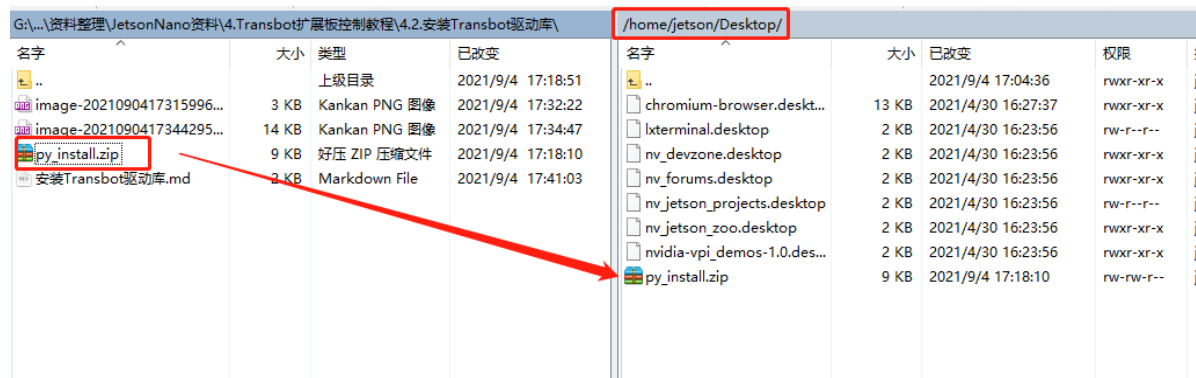 G:\...\资料整理\JetsonNano资料\4.Transbot扩展板控制教程\4.2.安装Transbot驱动库\
名字 大小 类型 已改变
.. 上级目录 2021/9/4 17:18:51
image-2021090417315996... 3 KB Kankan PNG 图像 2021/9/4 17:32:22
image-2021090417344295... 14 KB Kankan PNG 图像 2021/9/4 17:34:47
py_install.zip 9 KB 好压 ZIP 压缩文件 2021/9/4 17:18:10
安装Transbot驱动库.md 2 KB Markdown File 2021/9/4 17:41:03
/home/jetson/Desktop/
名字 大小 已改变 权限
.. 2021/9/4 17:04:36 rwxr-xr-x
chromium-browser.deskt... 13 KB 2021/4/30 16:27:37 rwxr-xr-x
lxterminal.desktop 2 KB 2021/4/30 16:23:56 rw-r--r--
nv_devzone.desktop 2 KB 2021/4/30 16:23:56 rwxr-xr-x
nv_forums.desktop 2 KB 2021/4/30 16:23:56 rwxr-xr-x
nv_jetson_projects.desktop 2 KB 2021/4/30 16:23:56 rw-r--r--
nv_jetson_zoo.desktop 2 KB 2021/4/30 16:23:56 rwxr-xr-x
nvidia-vpi_demos-1.0.des... 2 KB 2021/4/30 16:23:56 rwxr-xr-x
py_install.zip 9 KB 2021/9/4 17:18:10 rw-rw-r--